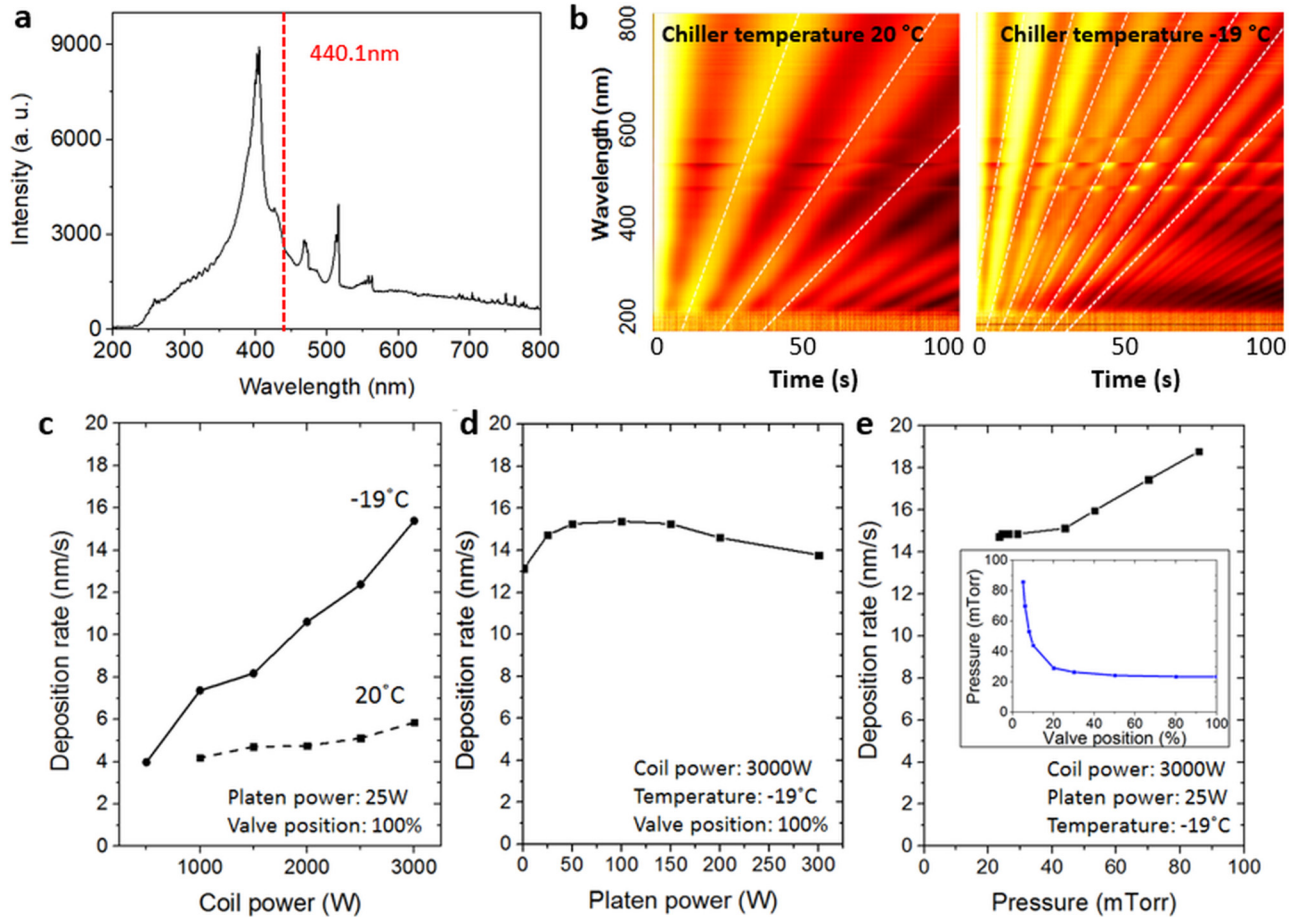 a
9000
6000
3000
0
Intensity (a. u.)
440.1nm
200 300 400 500 600 700 800
Wavelength (nm)
b
Chiller temperature 20 °C
Chiller temperature -19 °C
800
600
400
200
Wavelength (nm)
0 50 100
0 50 100
Time (s)
Time (s)
c
20
18
16
14
12
10
8
6
4
2
0
Deposition rate (nm/s)
-19˚C
20˚C
Platen power: 25W
Valve position: 100%
1000 2000 3000
Coil power (W)
d
20
18
16
14
12
10
8
6
4
2
0
Deposition rate (nm/s)
Coil power: 3000W
Temperature: -19˚C
Valve position: 100%
0 50 100 150 200 250 300
Platen power (W)
e
20
18
16
14
12
10
8
6
4
2
0
Deposition rate (nm/s)
100
80
60
40
20
0
Pressure (mTorr)
0 20 40 60 80 100
Valve position (%)
Coil power: 3000W
Platen power: 25W
Temperature: -19˚C
0 20 40 60 80 100
Pressure (mTorr)